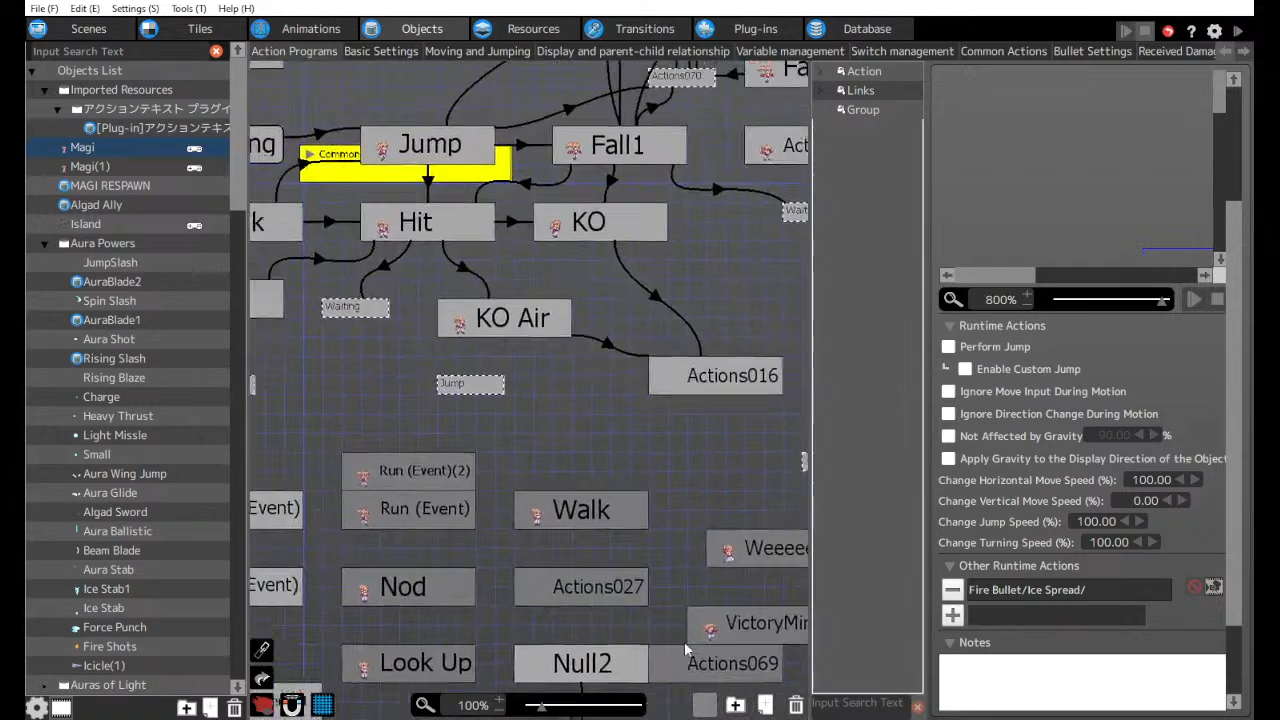 File (F) Edit (E) Settings (S) Tools (T) Help (H)
Scenes Tiles Animations Objects Resources Transitions Plug-ins Database
Input Search Text
Action Programs Basic Settings Moving and Jumping Display and parent-child relationship Variable management Switch management Common Actions Bullet Settings Received Dama
Objects List
Imported Resources
アクションテキスト プラグイ
[Plug-in]アクションテキス
Magi
Magi(1)
MAGI RESPAWN
Algad Ally
Island
Aura Powers
JumpSlash
AuraBlade2
Spin Slash
AuraBlade1
Aura Shot
Rising Slash
Rising Blaze
Charge
Heavy Thrust
Light Missle
Small
Aura Wing Jump
Aura Glide
Algad Sword
Aura Ballistic
Beam Blade
Aura Stab
Ice Stab1
Ice Stab
Force Punch
Fire Shots
Icicle(1)
Auras of Light
Actions070
Fa
ng
Common
Jump
Fall1
Act
k
Hit
KO
Wait
Waiting
KO Air
Jump
Actions016
Run (Event)(2)
Event)
Run (Event)
Walk
Weeeee
Event)
Nod
Actions027
VictoryMin
Look Up
Null2
Actions069
100%
Action
Links
Group
Input Search Text
800%
Runtime Actions
Perform Jump
Enable Custom Jump
Ignore Move Input During Motion
Ignore Direction Change During Motion
Not Affected by Gravity 90.00 %
Apply Gravity to the Display Direction of the Object
Change Horizontal Move Speed (%): 100.00
Change Vertical Move Speed (%): 0.00
Change Jump Speed (%): 100.00
Change Turning Speed (%): 100.00
Other Runtime Actions
Fire Bullet/Ice Spread/
Notes